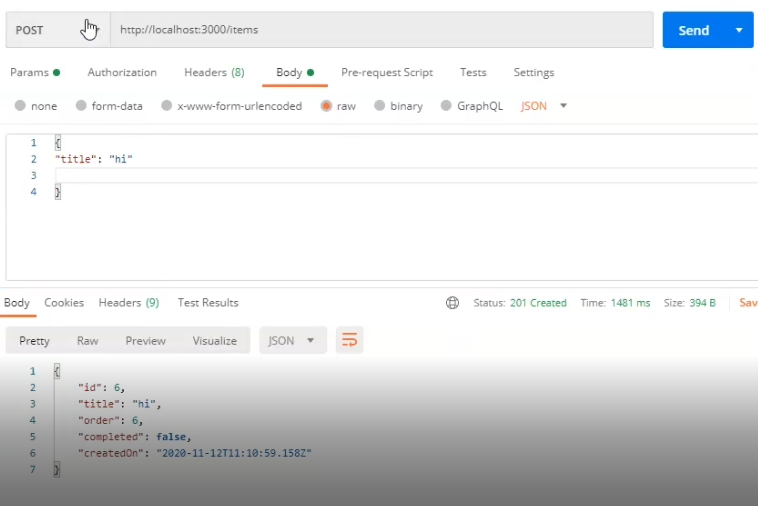 POST http://localhost:3000/items Send
Params Authorization Headers (8) Body Pre-request Script Tests Settings
none form-data x-www-form-urlencoded raw binary GraphQL JSON
1 {
2 "title": "hi"
3
4 }
Body Cookies Headers (9) Test Results Status: 201 Created Time: 1481 ms Size: 394 B Sav
Pretty Raw Preview Visualize JSON
1 {
2 "id": 6,
3 "title": "hi",
4 "order": 6,
5 "completed": false,
6 "createdOn": "2020-11-12T11:10:59.158Z"
7 }